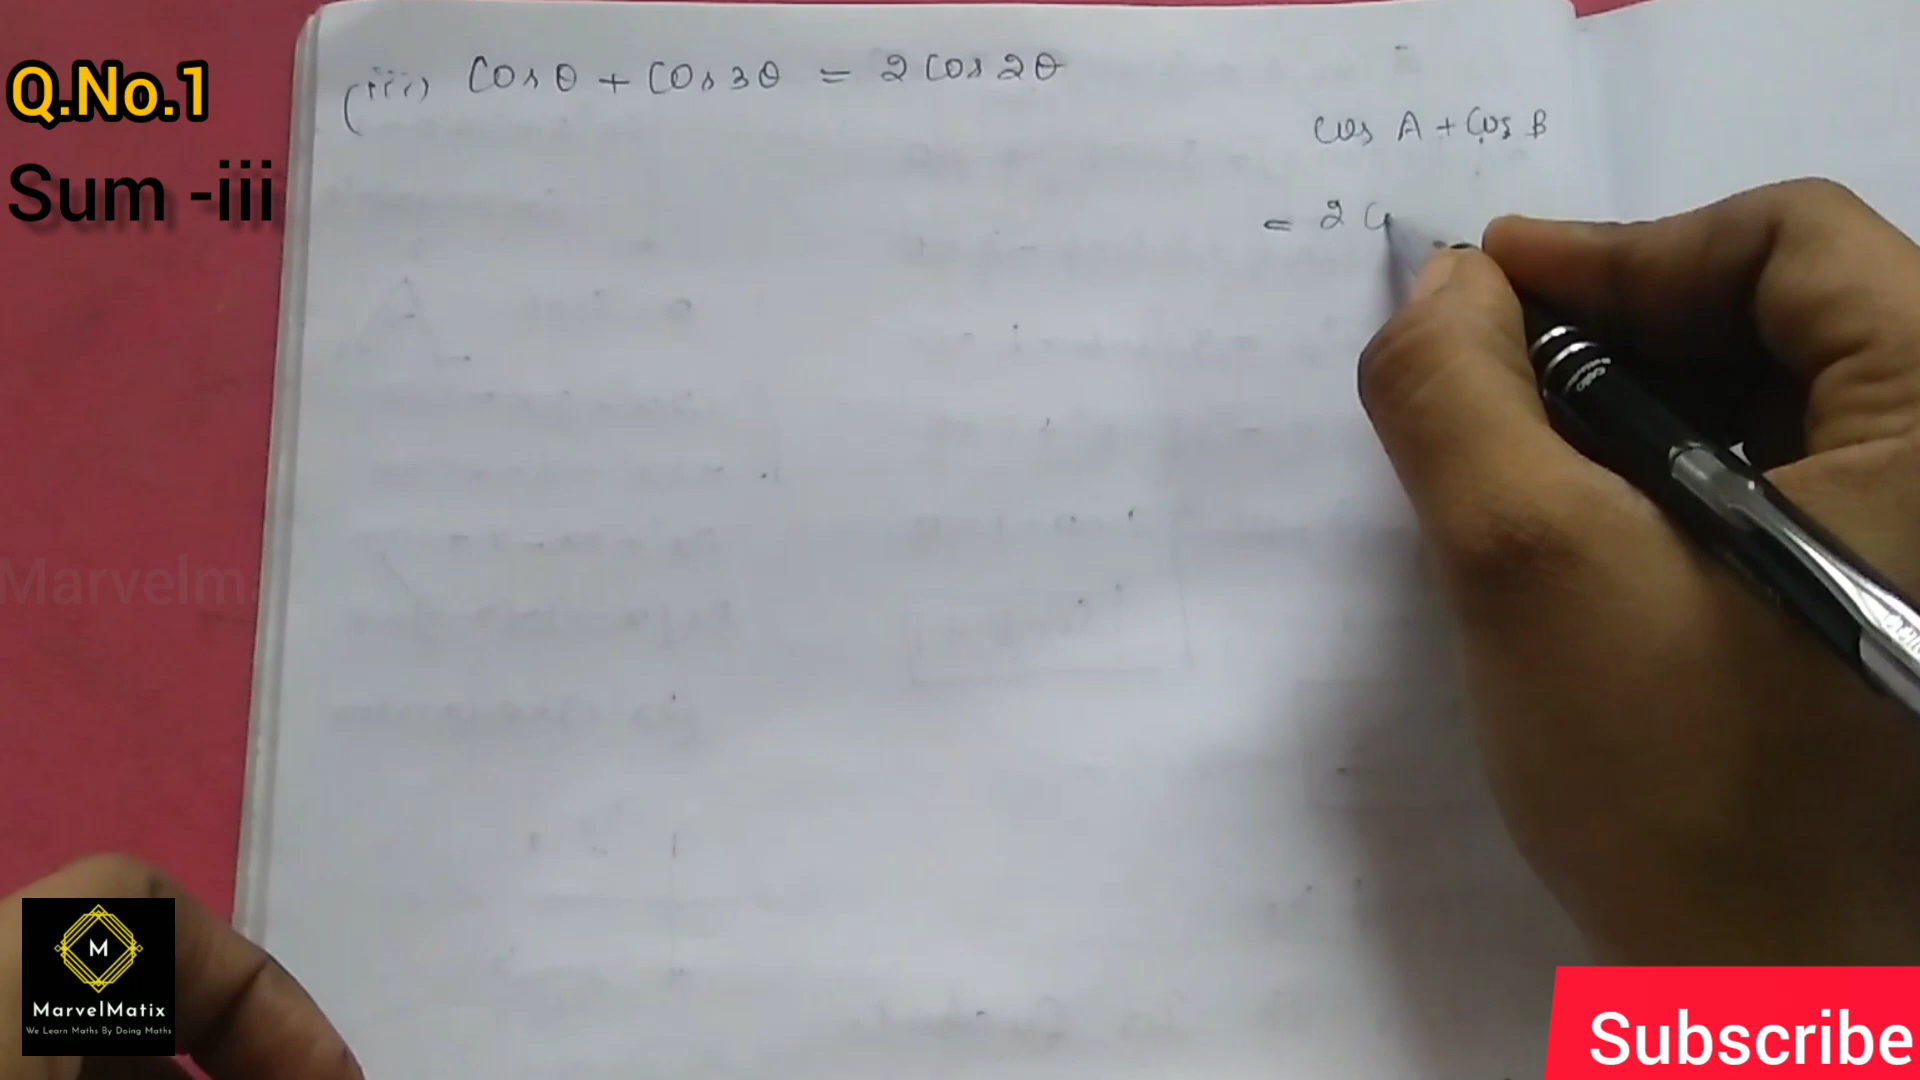 Q.No.1
Sum -iii
(iii) Cos θ + Cos 3θ = 2 Cos 2θ
Cos A + Cos B
= 2 C
Marvelm
M
MarvelMatix
We Learn Maths By Doing Maths
Subscribe